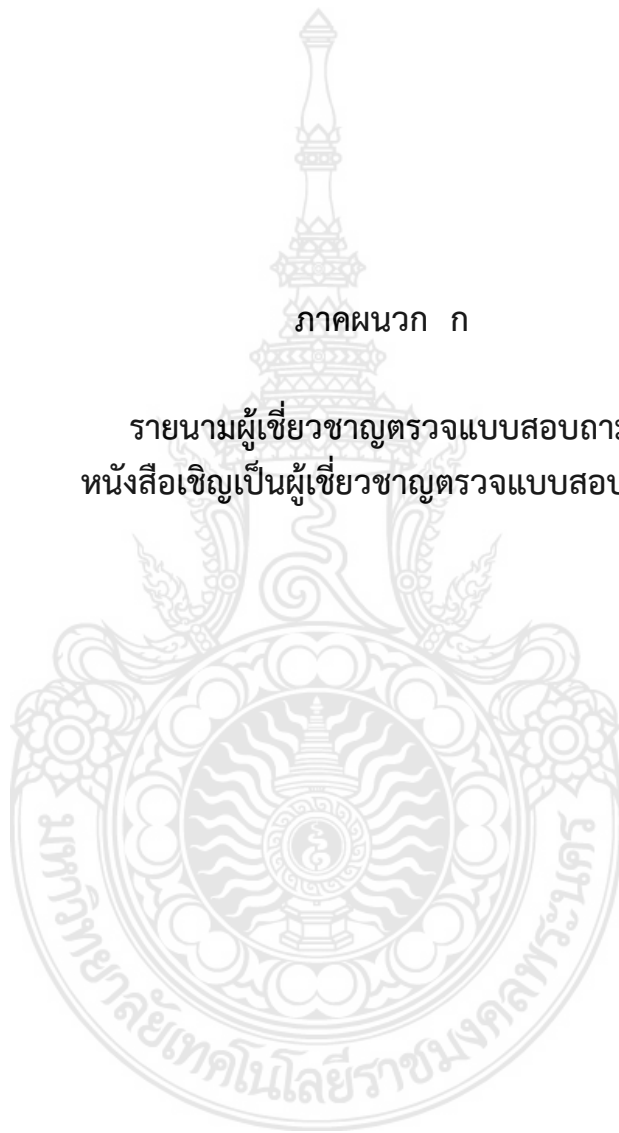 ภาคผนวก ก
รายนามผู้เชี่ยวชาญตรวจแบบสอบถาม
หนังสือเชิญเป็นผู้เชี่ยวชาญตรวจแบบสอบ
มหาวิทยาลัยเทคโนโลยีราชมงคลพระนคร